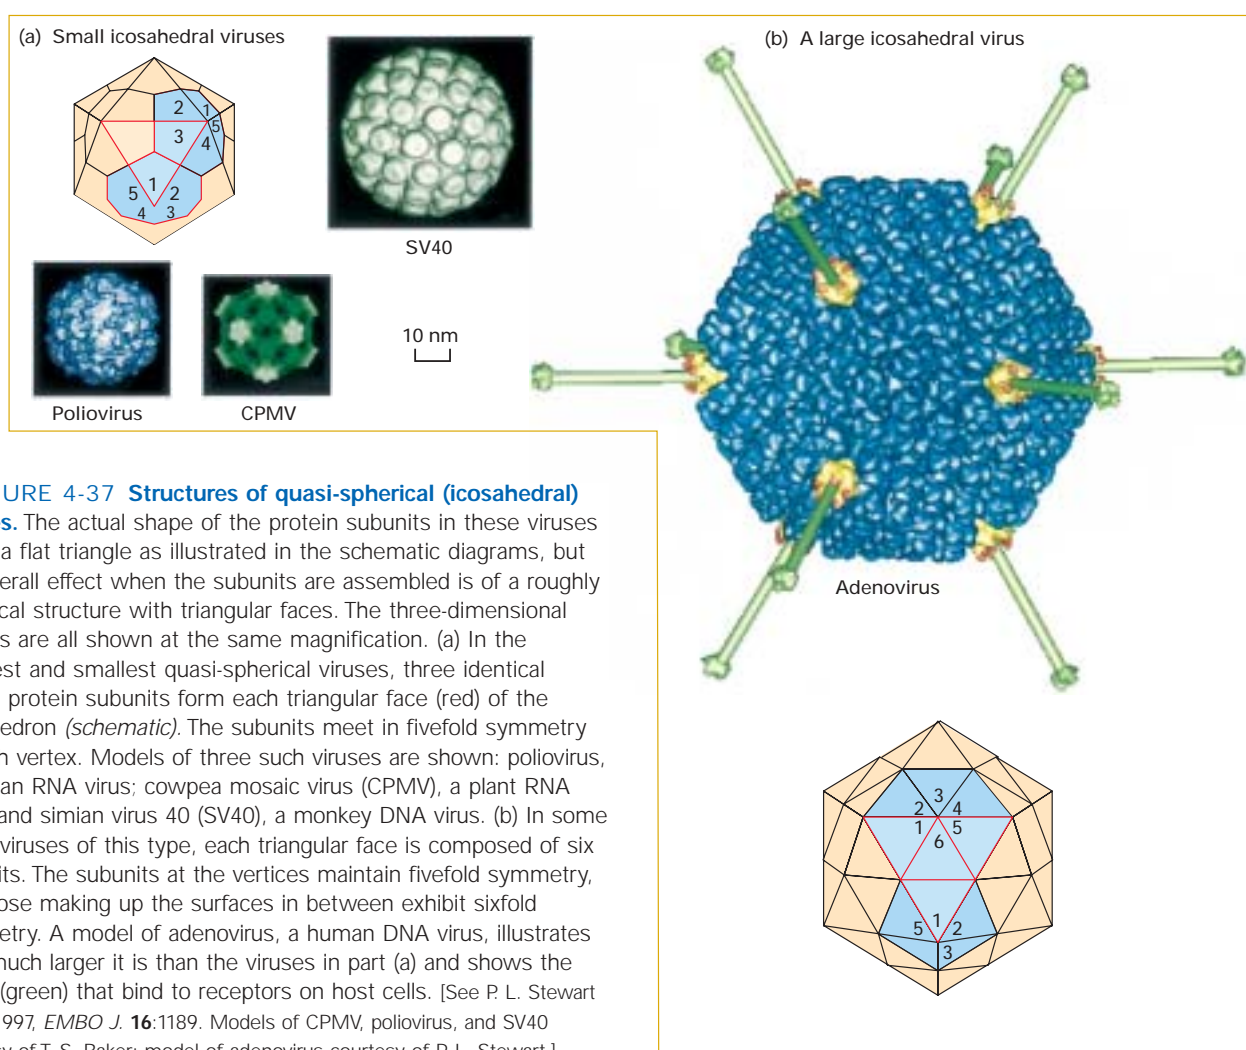 (a) Small icosahedral viruses
2
1
5
3
4
1
5
2
4
3
SV40
Poliovirus
CPMV
10 nm
(b) A large icosahedral virus
Adenovirus
3
2
4
1
5
6
1
5
2
3
URE 4-37 Structures of quasi-spherical (icosahedral)
s. The actual shape of the protein subunits in these viruses
a flat triangle as illustrated in the schematic diagrams, but
erall effect when the subunits are assembled is of a roughly
cal structure with triangular faces. The three-dimensional
s are all shown at the same magnification. (a) In the
est and smallest quasi-spherical viruses, three identical
protein subunits form each triangular face (red) of the
edron (schematic). The subunits meet in fivefold symmetry
n vertex. Models of three such viruses are shown: poliovirus,
an RNA virus; cowpea mosaic virus (CPMV), a plant RNA
and simian virus 40 (SV40), a monkey DNA virus. (b) In some
viruses of this type, each triangular face is composed of six
its. The subunits at the vertices maintain fivefold symmetry,
ose making up the surfaces in between exhibit sixfold
etry. A model of adenovirus, a human DNA virus, illustrates
much larger it is than the viruses in part (a) and shows the
(green) that bind to receptors on host cells. [See P. L. Stewart
997, EMBO J. 16:1189. Models of CPMV, poliovirus, and SV40
sy of T. S. Baker; model of adenovirus courtesy of P. L. Stewart.]